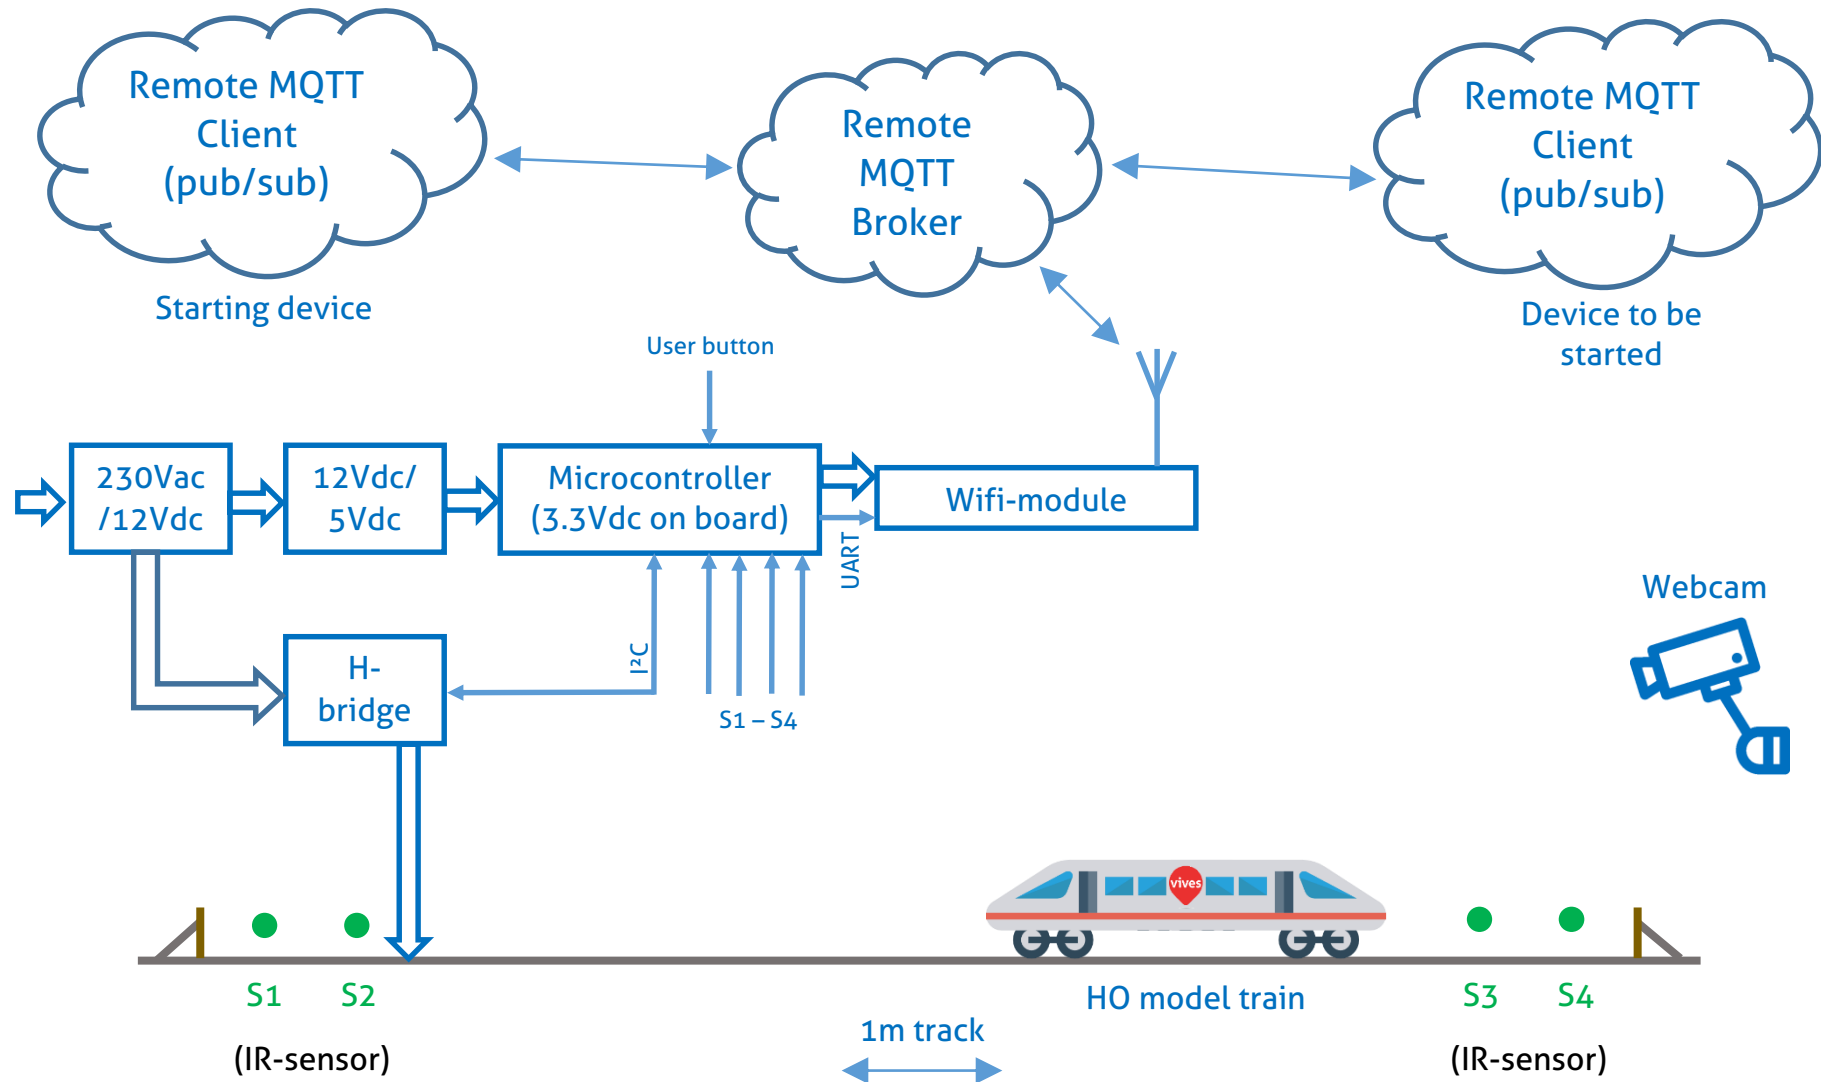 Remote MQTT
Client
(pub/sub)
Starting device
Remote
MQTT
Broker
Remote MQTT
Client
(pub/sub)
Device to be
started
User button
230Vac
/12Vdc
12Vdc/
5Vdc
Microcontroller
(3.3Vdc on board)
Wifi-module
UART
I²C
S1 – S4
H-
bridge
Webcam
vives
S1
S2
(IR-sensor)
HO model train
1m track
S3
S4
(IR-sensor)